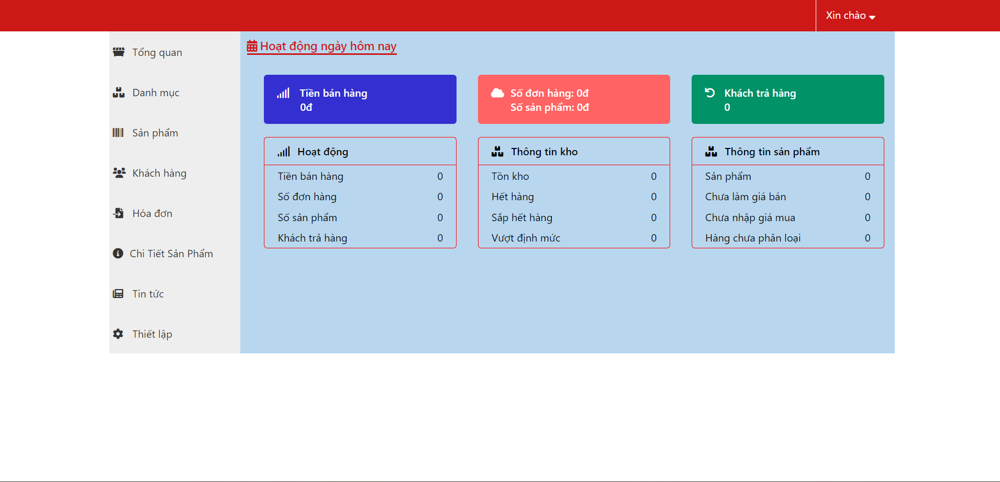 Xin chào
Tổng quan
Danh mục
Sản phẩm
Khách hàng
Hóa đơn
Chi Tiết Sản Phẩm
Tin tức
Thiết lập
Hoạt động ngày hôm nay
Tiền bán hàng
0đ
Số đơn hàng: 0đ
Số sản phẩm: 0đ
Khách trả hàng
0
Hoạt động
Tiền bán hàng 0
Số đơn hàng 0
Số sản phẩm 0
Khách trả hàng 0
Thông tin kho
Tồn kho 0
Hết hàng 0
Sắp hết hàng 0
Vượt định mức 0
Thông tin sản phẩm
Sản phẩm 0
Chưa làm giá bán 0
Chưa nhập giá mua 0
Hàng chưa phân loại 0